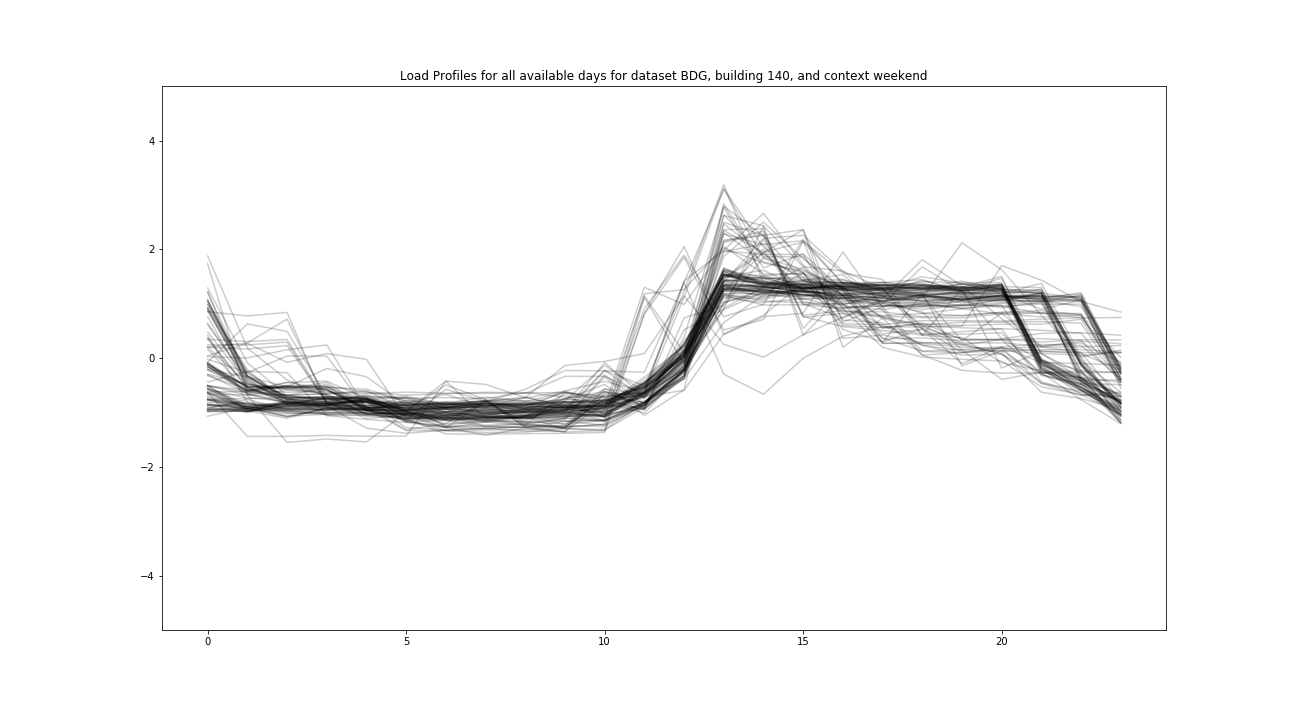 Load Profiles for all available days for dataset BDG, building 140, and context weekend
4
2
0
−2
−4
0 5 10 15 20